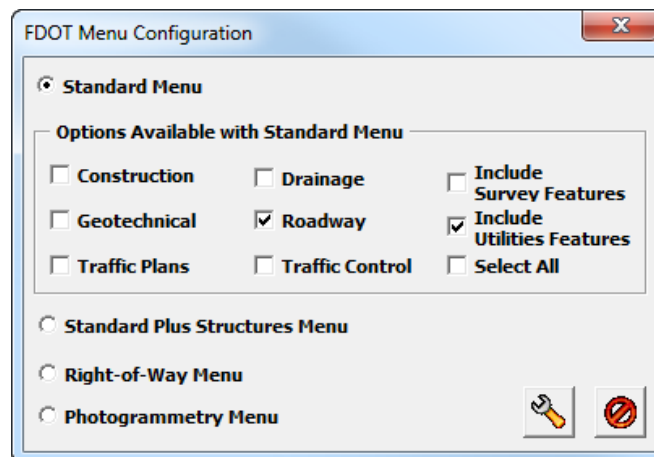 FDOT Menu Configuration
Standard Menu
Options Available with Standard Menu
Construction
Drainage
Include
Survey Features
Geotechnical
Roadway
Include
Utilities Features
Traffic Plans
Traffic Control
Select All
Standard Plus Structures Menu
Right-of-Way Menu
Photogrammetry Menu